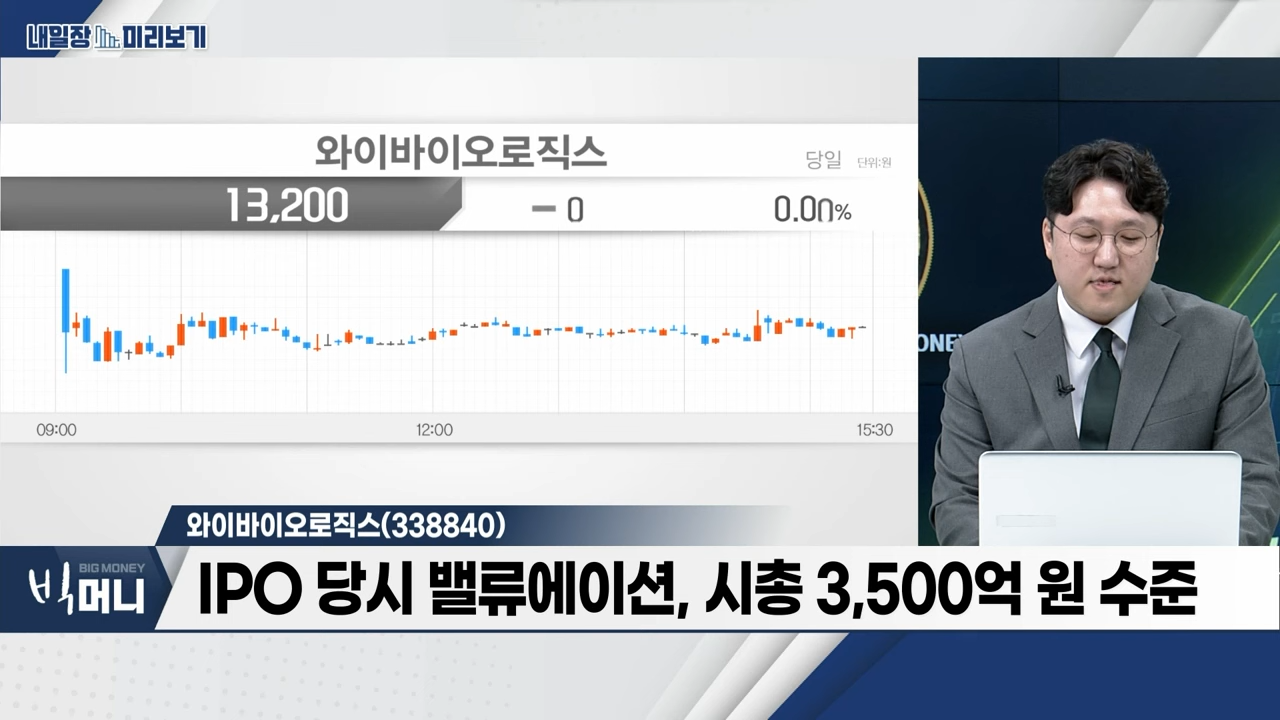 내일장 미리보기
와이바이오로직스
당일 단위:원
13,200 - 0 0.00%
09:00 12:00 15:30
ONEY
와이바이오로직스(338840)
BIG MONEY
빅머니
IPO 당시 밸류에이션, 시총 3,500억 원 수준